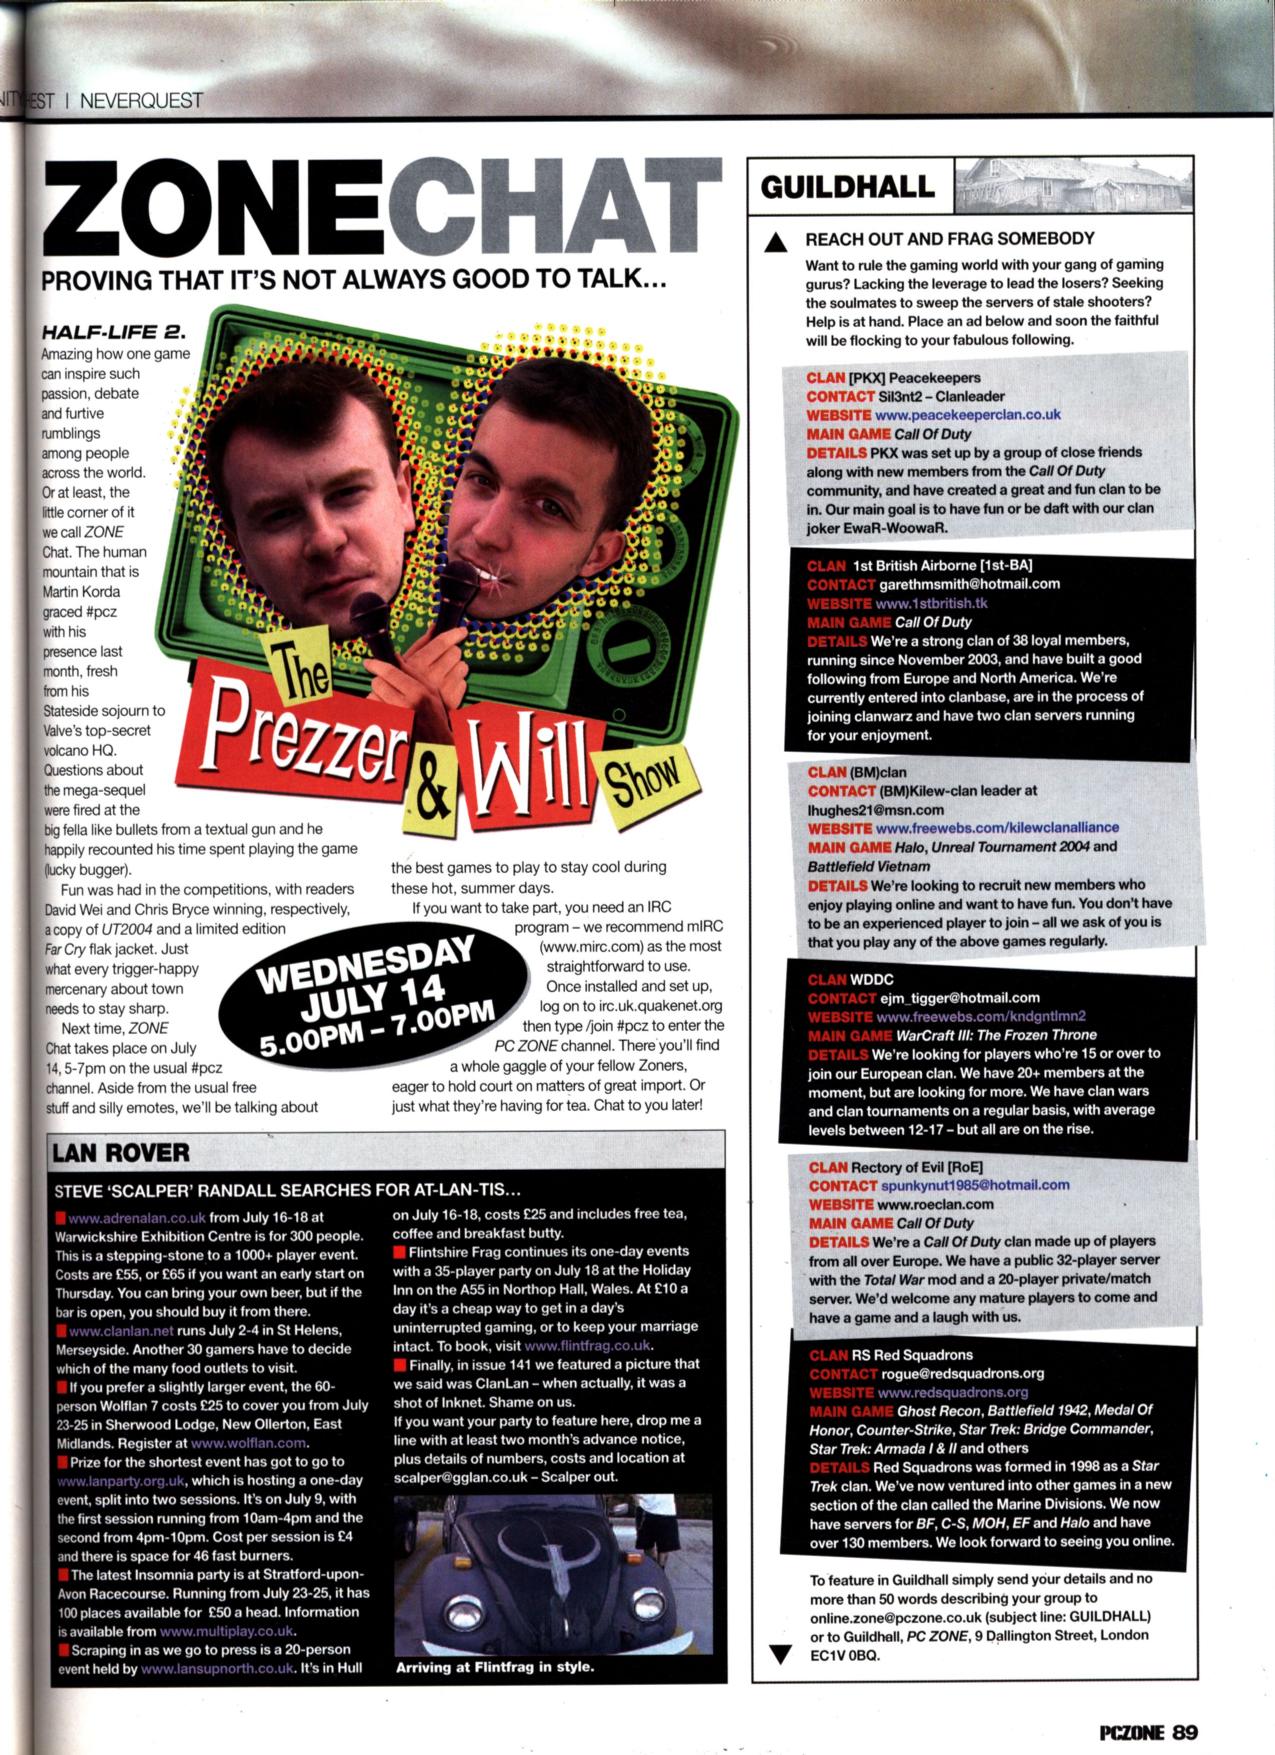 EST | NEVERQUEST
ZONECHAT
PROVING THAT IT'S NOT ALWAYS GOOD TO TALK...
HALF-LIFE 2.
Amazing how one game
can inspire such
passion, debate
and furtive
rumblings
among people
across the world.
Or at least, the
little corner of it
we call ZONE
Chat. The human
mountain that is
Martin Korda
graced #pcz
with his
presence last
month, fresh
from his
Stateside sojourn to
Valve's top-secret
volcano HQ.
Questions about
the mega-sequel
were fired at the
big fella like bullets from a textual gun and he
happily recounted his time spent playing the game
(lucky bugger).
Fun was had in the competitions, with readers
David Wei and Chris Bryce winning, respectively,
a copy of UT2004 and a limited edition
Far Cry flak jacket. Just
what every trigger-happy
mercenary about town
needs to stay sharp.
Next time, ZONE
Chat takes place on July
14, 5-7pm on the usual #pcz
channel. Aside from the usual free
stuff and silly emotes, we'll be talking about
The
Prezzer
& Will
Show
WEDNESDAY
JULY 14
5.00PM – 7.00PM
the best games to play to stay cool during
these hot, summer days.
If you want to take part, you need an IRC
program – we recommend mIRC
(www.mirc.com) as the most
straightforward to use.
Once installed and set up,
log on to irc.uk.quakenet.org
then type /join #pcz to enter the
PC ZONE channel. There you'll find
a whole gaggle of your fellow Zoners,
eager to hold court on matters of great import. Or
just what they're having for tea. Chat to you later!
LAN ROVER
STEVE 'SCALPER' RANDALL SEARCHES FOR AT-LAN-TIS...
www.adrenalan.co.uk from July 16-18 at
Warwickshire Exhibition Centre is for 300 people.
This is a stepping-stone to a 1000+ player event.
Costs are £55, or £65 if you want an early start on
Thursday. You can bring your own beer, but if the
bar is open, you should buy it from there.
www.clanlan.net runs July 2-4 in St Helens,
Merseyside. Another 30 gamers have to decide
which of the many food outlets to visit.
If you prefer a slightly larger event, the 60-
person Wolflan 7 costs £25 to cover you from July
23-25 in Sherwood Lodge, New Ollerton, East
Midlands. Register at www.wolflan.com.
Prize for the shortest event has got to go to
www.lanparty.org.uk, which is hosting a one-day
event, split into two sessions. It's on July 9, with
the first session running from 10am-4pm and the
second from 4pm-10pm. Cost per session is £4
and there is space for 46 fast burners.
The latest Insomnia party is at Stratford-upon-
Avon Racecourse. Running from July 23-25, it has
100 places available for £50 a head. Information
is available from www.multiplay.co.uk.
Scraping in as we go to press is a 20-person
event held by www.lansupnorth.co.uk. It's in Hull
on July 16-18, costs £25 and includes free tea,
coffee and breakfast butty.
Flintshire Frag continues its one-day events
with a 35-player party on July 18 at the Holiday
Inn on the A55 in Northop Hall, Wales. At £10 a
day it's a cheap way to get in a day's
uninterrupted gaming, or to keep your marriage
intact. To book, visit www.flintfrag.co.uk.
Finally, in issue 141 we featured a picture that
we said was ClanLan – when actually, it was a
shot of Inknet. Shame on us.
If you want your party to feature here, drop me a
line with at least two month's advance notice,
plus details of numbers, costs and location at
scalper@gglan.co.uk – Scalper out.
Arriving at Flintfrag in style.
GUILDHALL
REACH OUT AND FRAG SOMEBODY
Want to rule the gaming world with your gang of gaming
gurus? Lacking the leverage to lead the losers? Seeking
the soulmates to sweep the servers of stale shooters?
Help is at hand. Place an ad below and soon the faithful
will be flocking to your fabulous following.
CLAN [PKX] Peacekeepers
CONTACT Sil3nt2 – Clanleader
WEBSITE www.peacekeeperclan.co.uk
MAIN GAME Call Of Duty
DETAILS PKX was set up by a group of close friends
along with new members from the Call Of Duty
community, and have created a great and fun clan to be
in. Our main goal is to have fun or be daft with our clan
joker EwaR-WoowaR.
CLAN 1st British Airborne [1st-BA]
CONTACT garethmsmith@hotmail.com
WEBSITE www.1stbritish.tk
MAIN GAME Call Of Duty
DETAILS We're a strong clan of 38 loyal members,
running since November 2003, and have built a good
following from Europe and North America. We're
currently entered into clanbase, are in the process of
joining clanwarz and have two clan servers running
for your enjoyment.
CLAN (BM)clan
CONTACT (BM)Kilew-clan leader at
lhughes21@msn.com
WEBSITE www.freewebs.com/kilewclanalliance
MAIN GAME Halo, Unreal Tournament 2004 and
Battlefield Vietnam
DETAILS We're looking to recruit new members who
enjoy playing online and want to have fun. You don't have
to be an experienced player to join – all we ask of you is
that you play any of the above games regularly.
CLAN WDDC
CONTACT ejm_tigger@hotmail.com
WEBSITE www.freewebs.com/kndgntlmn2
MAIN GAME WarCraft III: The Frozen Throne
DETAILS We're looking for players who're 15 or over to
join our European clan. We have 20+ members at the
moment, but are looking for more. We have clan wars
and clan tournaments on a regular basis, with average
levels between 12-17 – but all are on the rise.
CLAN Rectory of Evil [RoE]
CONTACT spunkynut1985@hotmail.com
WEBSITE www.roeclan.com
MAIN GAME Call Of Duty
DETAILS We're a Call Of Duty clan made up of players
from all over Europe. We have a public 32-player server
with the Total War mod and a 20-player private/match
server. We'd welcome any mature players to come and
have a game and a laugh with us.
CLAN RS Red Squadrons
CONTACT rogue@redsquadrons.org
WEBSITE www.redsquadrons.org
MAIN GAME Ghost Recon, Battlefield 1942, Medal Of
Honor, Counter-Strike, Star Trek: Bridge Commander,
Star Trek: Armada I & II and others
DETAILS Red Squadrons was formed in 1998 as a Star
Trek clan. We've now ventured into other games in a new
section of the clan called the Marine Divisions. We now
have servers for BF, C-S, MOH, EF and Halo and have
over 130 members. We look forward to seeing you online.
To feature in Guildhall simply send your details and no
more than 50 words describing your group to
online.zone@pczone.co.uk (subject line: GUILDHALL)
or to Guildhall, PC ZONE, 9 Dallington Street, London
EC1V 0BQ.
PCZONE 89